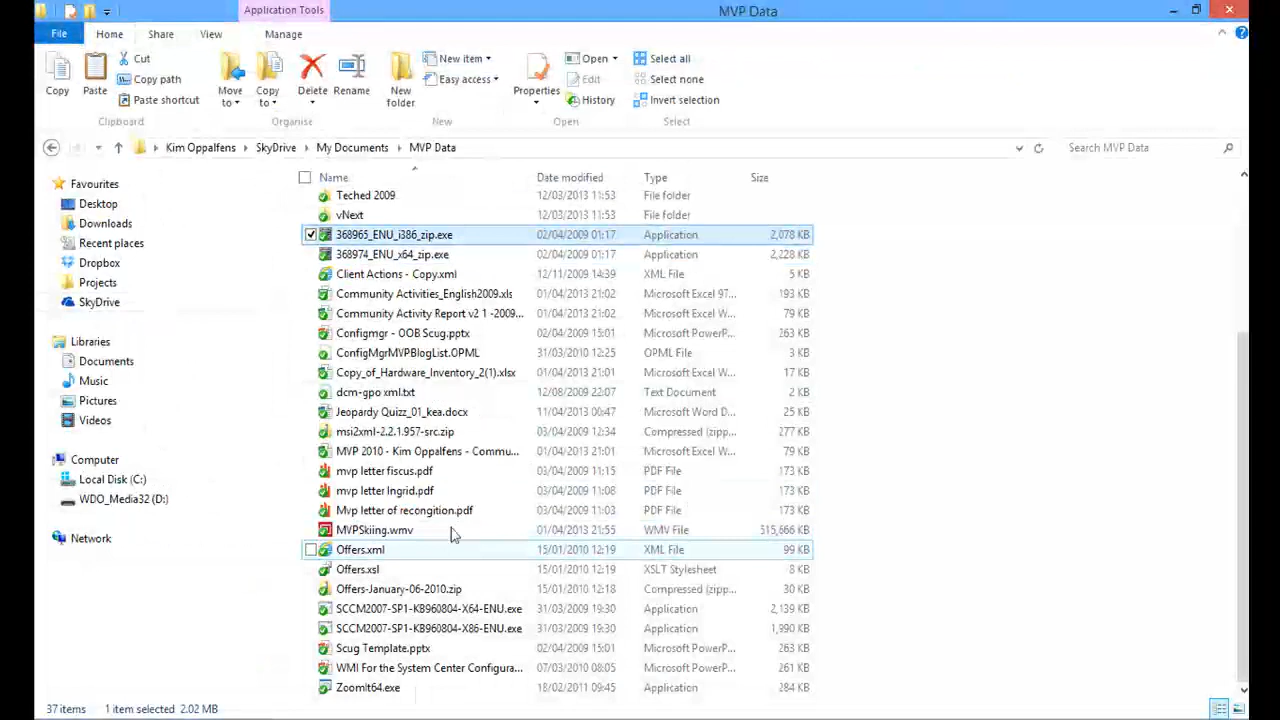 Application Tools
MVP Data
File Home Share View Manage
Copy
Paste
Cut
Copy path
Paste shortcut
Clipboard
Move to
Copy to
Delete
Rename
Organise
New folder
New item
Easy access
New
Properties
Open
Edit
History
Open
Select all
Select none
Invert selection
Select
Kim Oppalfens SkyDrive My Documents MVP Data
Search MVP Data
Favourites
Desktop
Downloads
Recent places
Dropbox
Projects
SkyDrive
Libraries
Documents
Music
Pictures
Videos
Computer
Local Disk (C:)
WDO_Media32 (D:)
Network
Name Date modified Type Size
Teched 2009 12/03/2013 11:53 File folder
vNext 12/03/2013 11:53 File folder
368965_ENU_i386_zip.exe 02/04/2009 01:17 Application 2,078 KB
368974_ENU_x64_zip.exe 02/04/2009 01:17 Application 2,228 KB
Client Actions - Copy.xml 12/11/2009 14:39 XML File 5 KB
Community Activities_English2009.xls 01/04/2013 21:02 Microsoft Excel 97... 193 KB
Community Activity Report v2 1 -2009... 01/04/2013 21:02 Microsoft Excel W... 79 KB
Configmgr - OOB Scug.pptx 02/04/2009 15:01 Microsoft PowerP... 263 KB
ConfigMgrMVPBlogList.OPML 31/03/2010 12:25 OPML File 3 KB
Copy_of_Hardware_Inventory_2(1).xlsx Microsoft Excel W... 17 KB
dcm-gpo xml.txt 12/08/2009 22:07 Text Document 2 KB
Jeopardy Quizz_01_kea.docx 11/04/2013 00:47 Microsoft Word D... 25 KB
msi2xml-2.2.1.957-src.zip 03/04/2009 12:34 Compressed (zipp... 277 KB
MVP 2010 - Kim Oppalfens - Commu... 01/04/2013 21:01 Microsoft Excel W... 79 KB
mvp letter fiscus.pdf 03/04/2009 11:15 PDF File 173 KB
mvp letter Ingrid.pdf 03/04/2009 11:08 PDF File 173 KB
Mvp letter of recongition.pdf 03/04/2009 11:03 PDF File 173 KB
MVPSkiing.wmv 01/04/2013 21:55 WMV File 515,666 KB
Offers.xml 15/01/2010 12:19 XML File 99 KB
Offers.xsl 15/01/2010 12:19 XSLT Stylesheet 8 KB
Offers-January-06-2010.zip 15/01/2010 12:18 Compressed (zipp... 30 KB
SCCM2007-SP1-KB960804-X64-ENU.exe 31/03/2009 19:30 Application 2,139 KB
SCCM2007-SP1-KB960804-X86-ENU.exe 31/03/2009 19:30 Application 1,990 KB
Scug Template.pptx 02/04/2009 15:01 Microsoft PowerP... 263 KB
WMI For the System Center Configura... 07/03/2010 08:05 Microsoft PowerP... 261 KB
ZoomIt64.exe 18/02/2011 09:45 Application 284 KB
37 items 1 item selected 2.02 MB